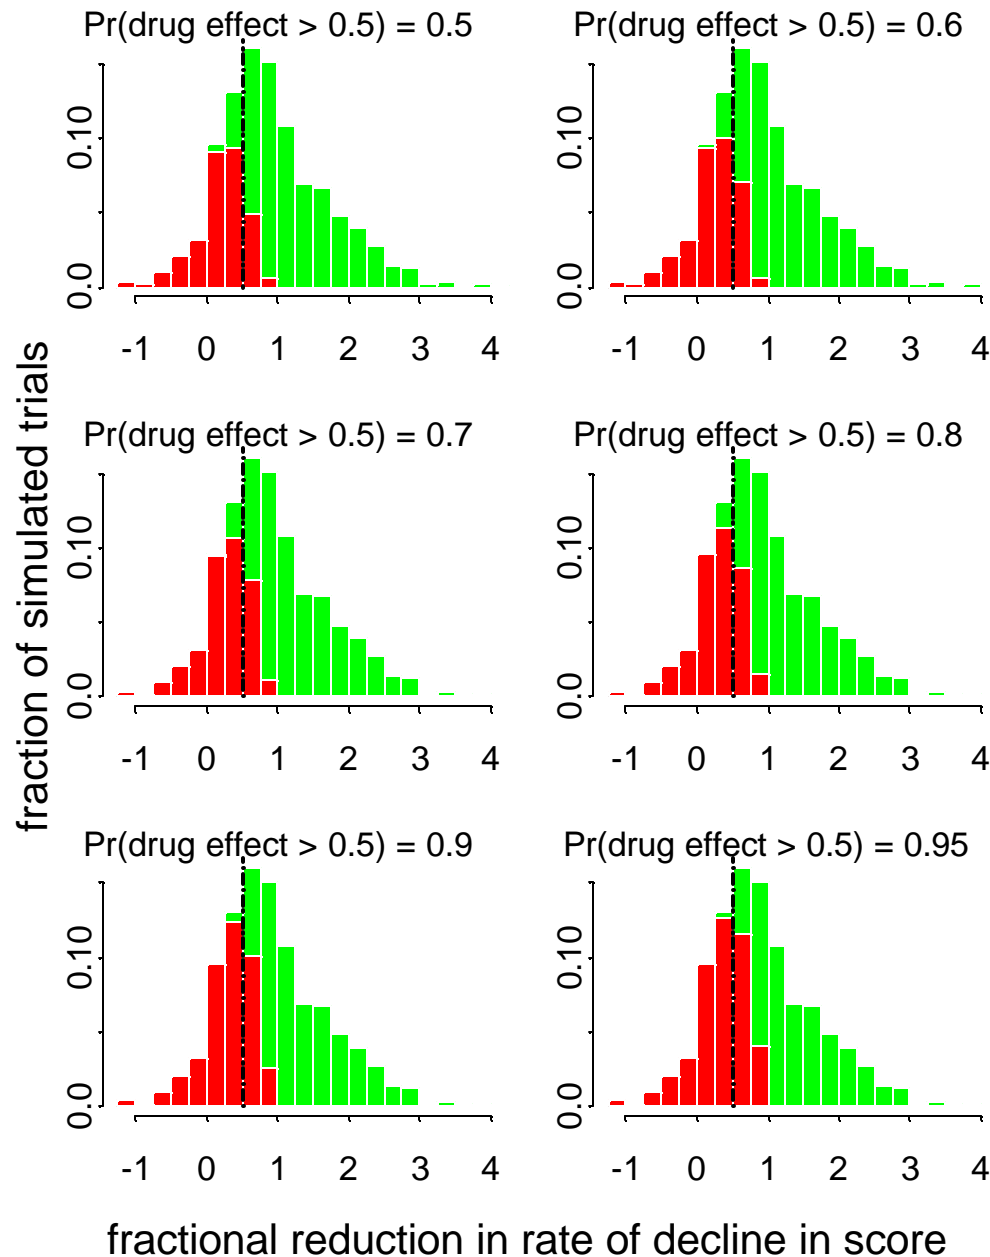 Pr(drug effect > 0.5) = 0.5
0.0 0.10
-1 0 1 2 3 4
Pr(drug effect > 0.5) = 0.6
0.0 0.10
-1 0 1 2 3 4
Pr(drug effect > 0.5) = 0.7
0.0 0.10
-1 0 1 2 3 4
Pr(drug effect > 0.5) = 0.8
0.0 0.10
-1 0 1 2 3 4
Pr(drug effect > 0.5) = 0.9
0.0 0.10
-1 0 1 2 3 4
Pr(drug effect > 0.5) = 0.95
0.0 0.10
-1 0 1 2 3 4
fraction of simulated trials
fractional reduction in rate of decline in score